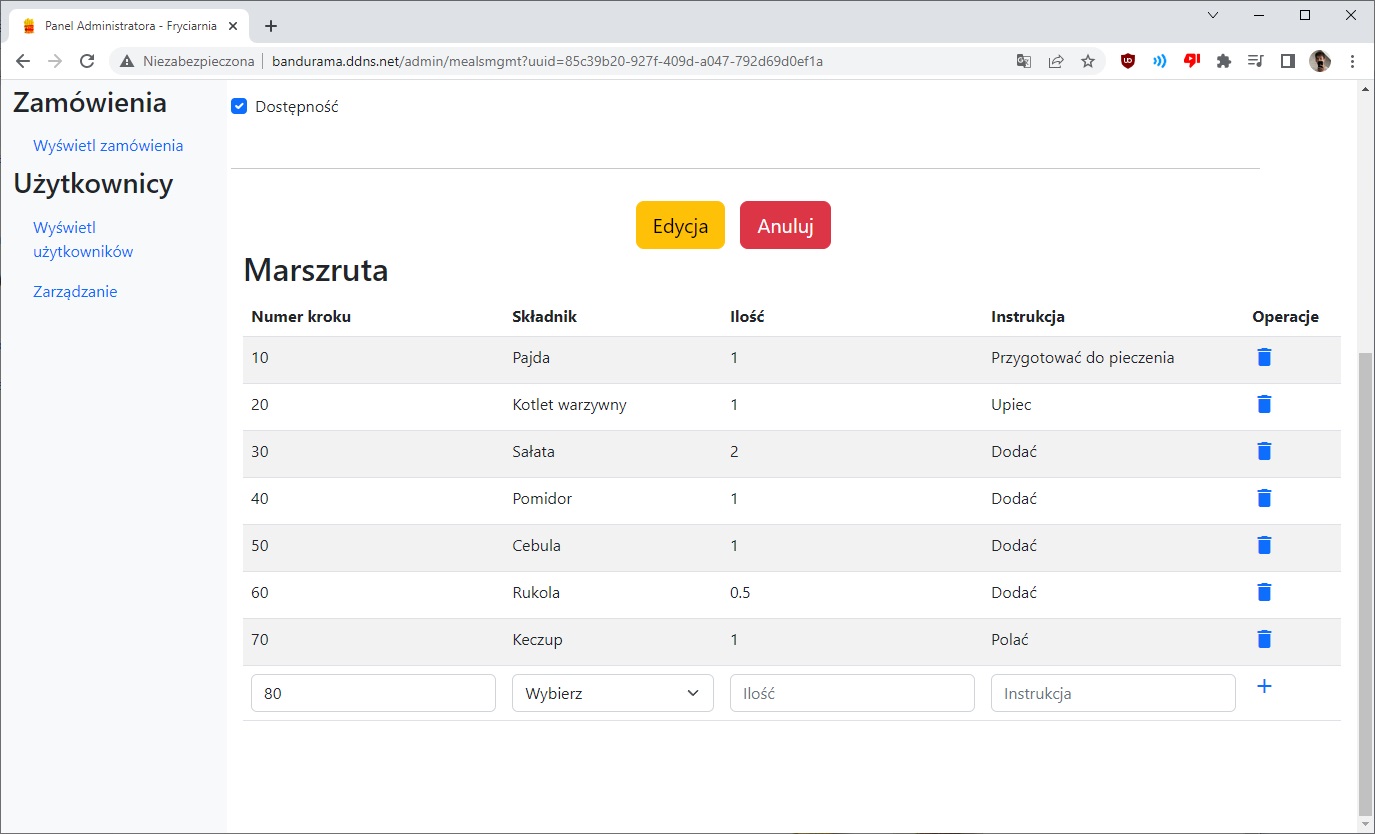 Panel Administratora - Fryciarnia
Niezabezpieczona
bandurama.ddns.net/admin/mealsmgmt?uuid=85c39b20-927f-409d-a047-792d69d0ef1a
Zamówienia
Wyświetl zamówienia
Użytkownicy
Wyświetl
użytkowników
Zarządzanie
Dostępność
Edycja Anuluj
Marszruta
Numer kroku Składnik Ilość Instrukcja Operacje
10 Pajda 1 Przygotować do pieczenia
20 Kotlet warzywny 1 Upiec
30 Sałata 2 Dodać
40 Pomidor 1 Dodać
50 Cebula 1 Dodać
60 Rukola 0.5 Dodać
70 Keczup 1 Polać
80 Wybierz Ilość Instrukcja